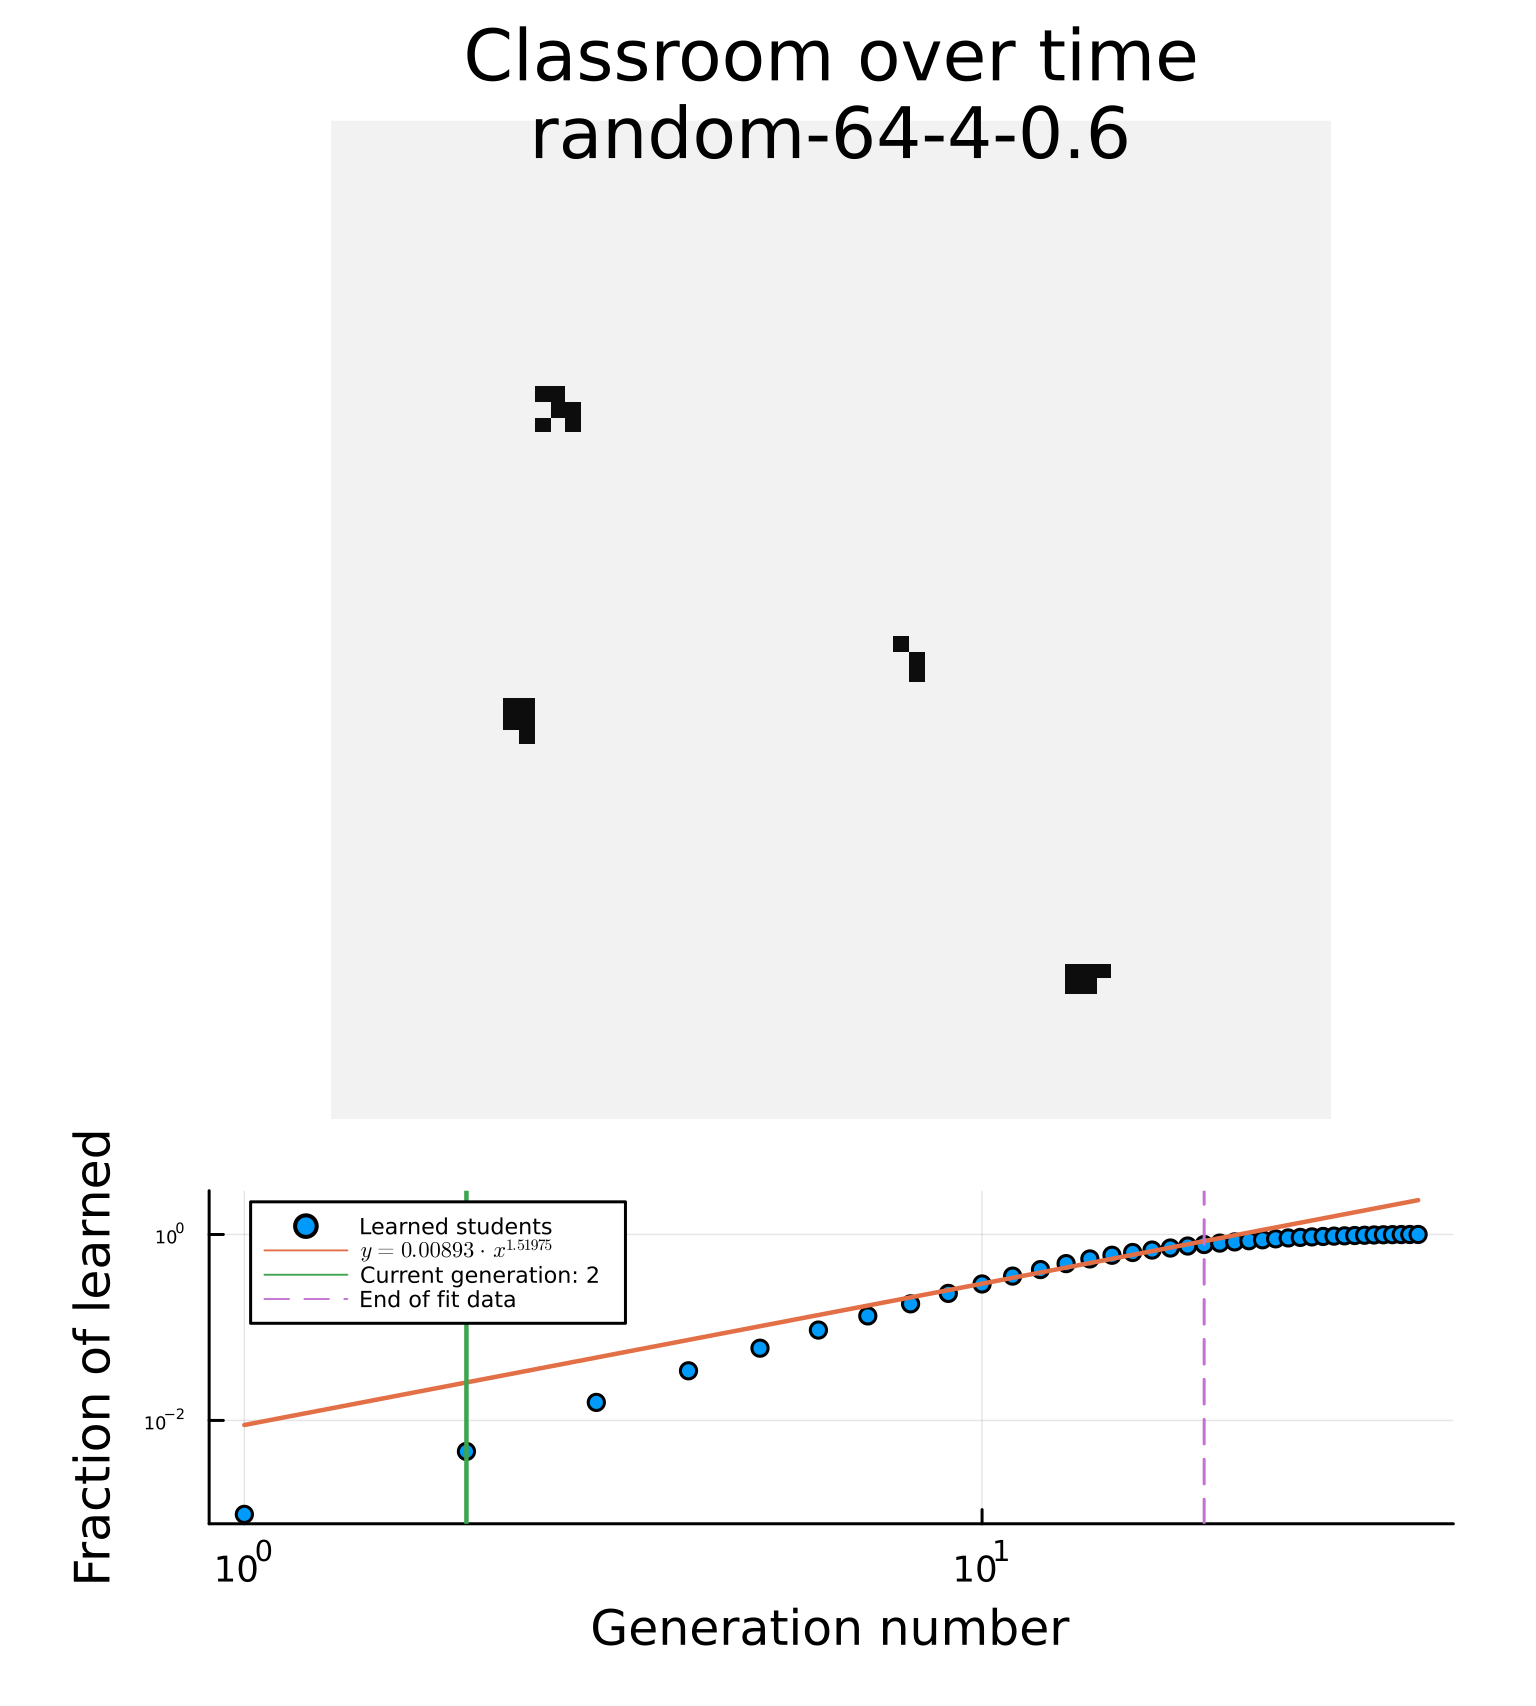 Classroom over time
random-64-4-0.6
Fraction of learned
10⁰
10⁻²
Learned students
y = 0.00893 · x^1.51975
Current generation: 2
End of fit data
10⁰ 10¹
Generation number